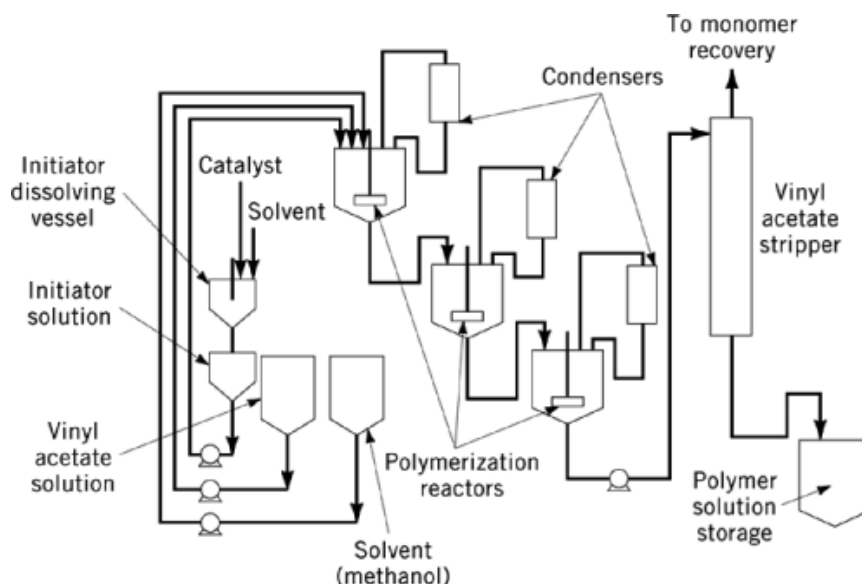 To monomer
recovery
Condensers
Initiator
dissolving
vessel
Catalyst
Solvent
Vinyl
acetate
stripper
Initiator
solution
Vinyl
acetate
solution
Polymerization
reactors
Polymer
solution
storage
Solvent
(methanol)